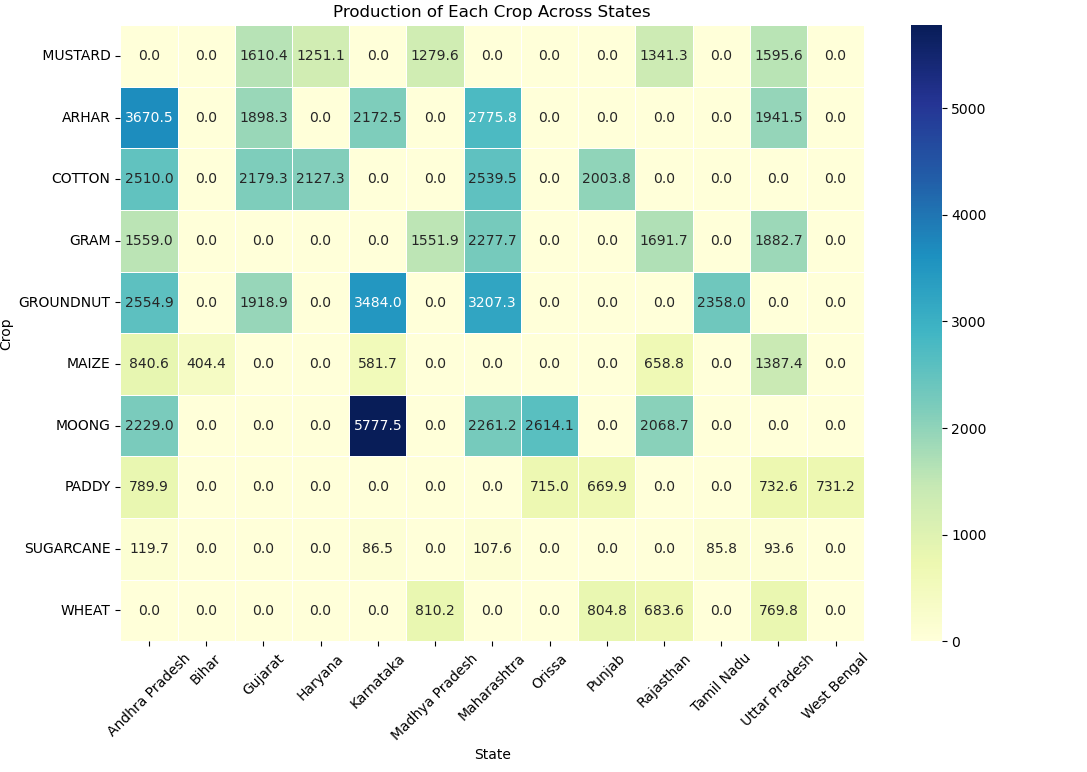 Production of Each Crop Across States
MUSTARD 0.0 0.0 1610.4 1251.1 0.0 1279.6 0.0 0.0 0.0 1341.3 0.0 1595.6 0.0
ARHAR 3670.5 0.0 1898.3 0.0 2172.5 0.0 2775.8 0.0 0.0 0.0 0.0 1941.5 0.0
COTTON 2510.0 0.0 2179.3 2127.3 0.0 0.0 2539.5 0.0 2003.8 0.0 0.0 0.0 0.0
GRAM 1559.0 0.0 0.0 0.0 0.0 1551.9 2277.7 0.0 0.0 1691.7 0.0 1882.7 0.0
GROUNDNUT 2554.9 0.0 1918.9 0.0 3484.0 0.0 3207.3 0.0 0.0 0.0 2358.0 0.0 0.0
MAIZE 840.6 404.4 0.0 0.0 581.7 0.0 0.0 0.0 0.0 658.8 0.0 1387.4 0.0
MOONG 2229.0 0.0 0.0 0.0 5777.5 0.0 2261.2 2614.1 0.0 2068.7 0.0 0.0 0.0
PADDY 789.9 0.0 0.0 0.0 0.0 0.0 0.0 715.0 669.9 0.0 0.0 732.6 731.2
SUGARCANE 119.7 0.0 0.0 0.0 86.5 0.0 107.6 0.0 0.0 0.0 85.8 93.6 0.0
WHEAT 0.0 0.0 0.0 0.0 0.0 810.2 0.0 0.0 804.8 683.6 0.0 769.8 0.0
Crop
Andhra Pradesh Bihar Gujarat Haryana Karnataka Madhya Pradesh Maharashtra Orissa Punjab Rajasthan Tamil Nadu Uttar Pradesh West Bengal
State
5000
4000
3000
2000
1000
0